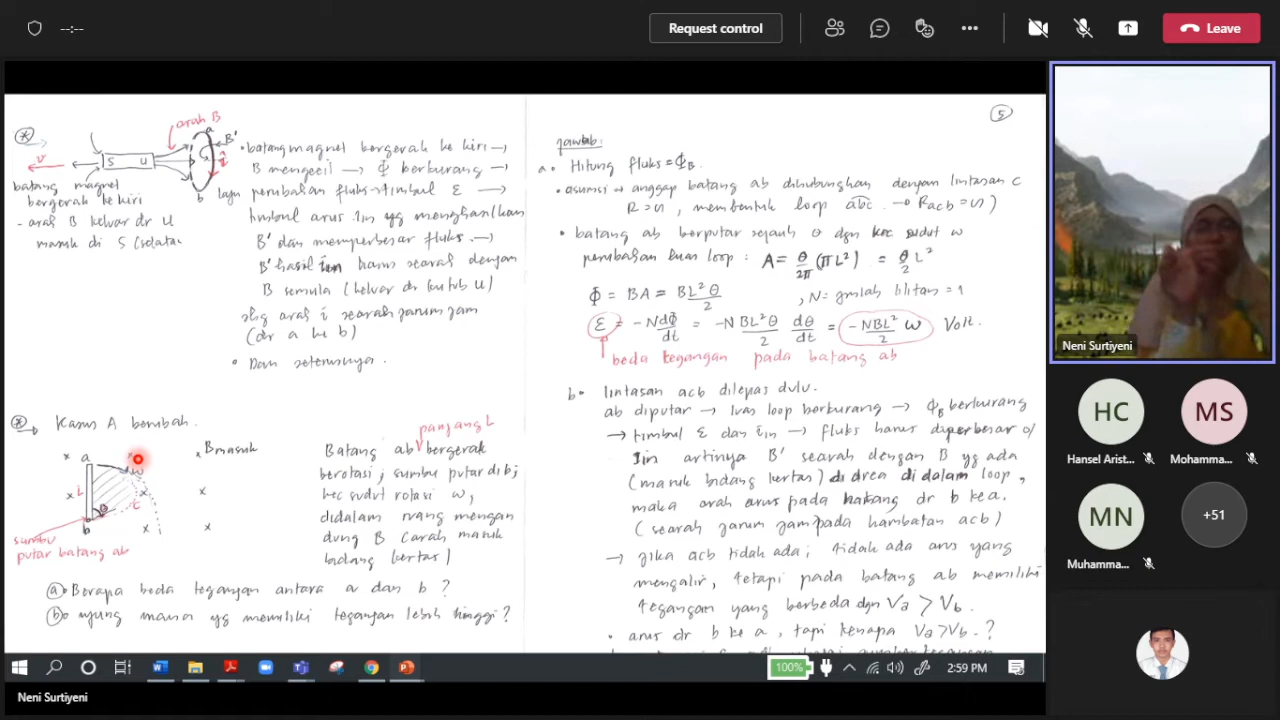 --:--
Request control
Leave
5
*
arah B
a
B'
S U
v
i
b
batang magnet
bergerak ke kiri
- arah B keluar dr U
masuk di S (selatan
• batang magnet bergerak ke kiri →
B mengecil → Φ berkurang →
laju perubahan fluks → timbul ε →
timbul arus iin yg menghasilkan
B' dan memperbesar fluks →
B' hasil iin harus searah dengan
B semula (keluar dr kutub U)
shg arah i searah jarum jam
(dr a ke b)
• Dan seterusnya.
* Kasus A berubah.
a
x
B masuk
L
ω
θ
c
b
sumbu
putar batang ab
panjang L
Batang ab bergerak
berotasi, sumbu putar di b,
kec sudut rotasi ω,
didalam ruang mengan
dung B (arah masuk
bidang kertas)
a. Berapa beda tegangan antara a dan b ?
b. ujung mana yg memiliki tegangan lebih tinggi ?
jawab:
a. Hitung fluks = ΦB.
• asumsi → anggap batang ab dihubungkan dengan lintasan c
, membentuk loop abc.
• batang ab berputar sejauh θ dgn kec sudut ω
perubahan luas loop : A = θ/2π (πL²) = θ/2 L²
Φ = BA = BL²θ/2 , N = jmlah lilitan = 1
ε = -N dΦ/dt = -N BL²θ/2 dθ/dt = -NBL²/2 ω Volt.
beda tegangan pada batang ab
b. lintasan acb dilepas dulu.
ab diputar → luas loop berkurang → ΦB berkurang
→ timbul ε dan iin → fluks harus diperbesar o/
Iin artinya B' searah dengan B yg ada
(masuk bidang kertas) di area di dalam loop,
maka arah arus pada batang dr b ke a.
(searah jarum jam pada hambatan acb)
→ jika acb tidak ada, tidak ada arus yang
mengalir, tetapi pada batang ab memiliki
tegangan yang berbeda dgn Va > Vb.
• arus dr b ke a, tapi kenapa Va > Vb. ?
Neni Surtiyeni
HC
MS
Hansel Arist...
Mohamma...
MN
+51
Muhamma...
100%
2:59 PM
Neni Surtiyeni